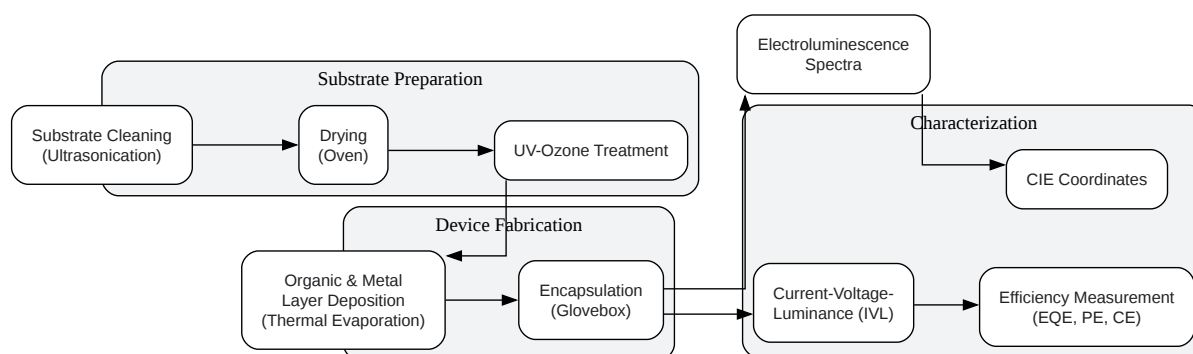 Substrate Preparation
Substrate Cleaning
(Ultrasonication)
Drying
(Oven)
UV-Ozone Treatment
Device Fabrication
Organic & Metal
Layer Deposition
(Thermal Evaporation)
Encapsulation
(Glovebox)
Electroluminescence
Spectra
Characterization
CIE Coordinates
Current-Voltage-
Luminance (IVL)
Efficiency Measurement
(EQE, PE, CE)